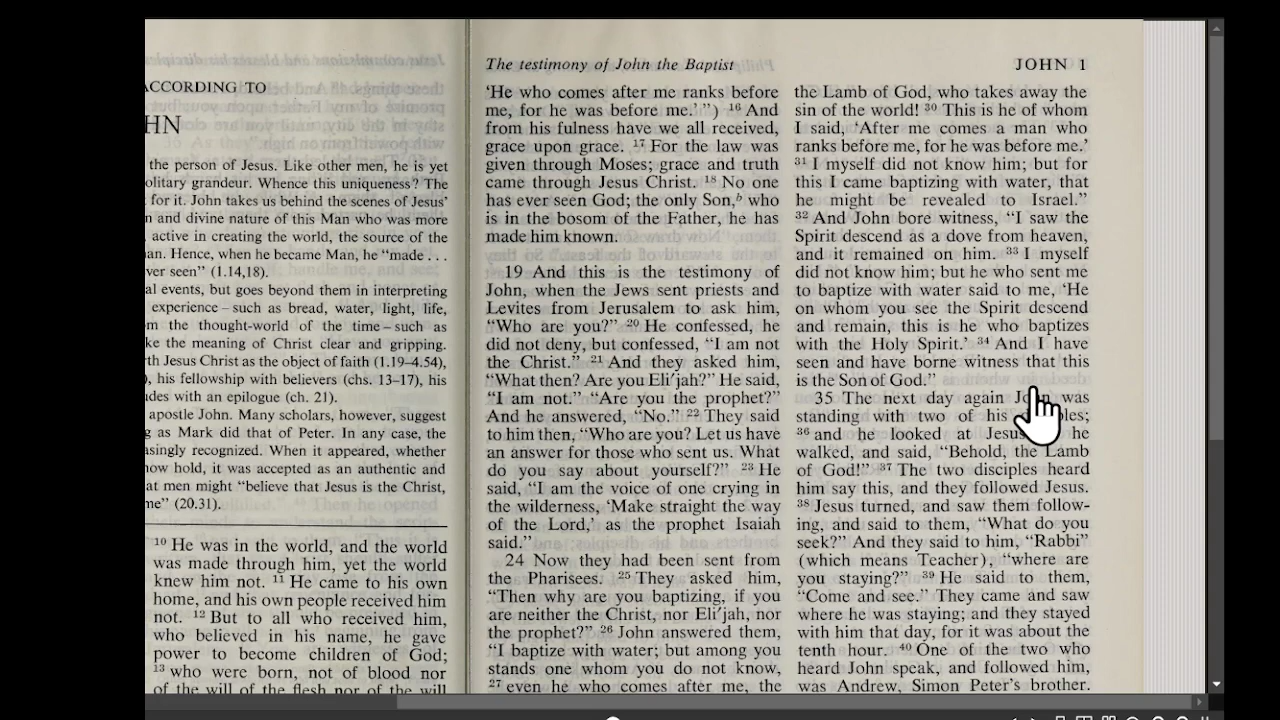 ACCORDING TO
HN
the person of Jesus. Like other men, he is yet
olitary grandeur. Whence this uniqueness? The
for it. John takes us behind the scenes of Jesus'
n and divine nature of this Man who was more
active in creating the world, the source of the
an. Hence, when he became Man, he “made . . .
ver seen” (1.14,18).
al events, but goes beyond them in interpreting
experience – such as bread, water, light, life,
m the thought-world of the time – such as
ke the meaning of Christ clear and gripping.
th Jesus Christ as the object of faith (1.19–4.54),
), his fellowship with believers (chs. 13–17), his
des with an epilogue (ch. 21).
apostle John. Many scholars, however, suggest
g as Mark did that of Peter. In any case, the
asingly recognized. When it appeared, whether
now hold, it was accepted as an authentic and
at men might “believe that Jesus is the Christ,
me” (20.31).
10 He was in the world, and the world
was made through him, yet the world
knew him not. 11 He came to his own
home, and his own people received him
not. 12 But to all who received him,
who believed in his name, he gave
power to become children of God;
13 who were born, not of blood nor
of the will of the flesh nor of the will
The testimony of John the Baptist
JOHN 1
‘He who comes after me ranks before
me, for he was before me.’ ”) 16 And
from his fulness have we all received,
grace upon grace. 17 For the law was
given through Moses; grace and truth
came through Jesus Christ. 18 No one
has ever seen God; the only Son,b who
is in the bosom of the Father, he has
made him known.
19 And this is the testimony of
John, when the Jews sent priests and
Levites from Jerusalem to ask him,
“Who are you?” 20 He confessed, he
did not deny, but confessed, “I am not
the Christ.” 21 And they asked him,
“What then? Are you Eli′jah?” He said,
“I am not.” “Are you the prophet?”
And he answered, “No.” 22 They said
to him then, “Who are you? Let us have
an answer for those who sent us. What
do you say about yourself?” 23 He
said, “I am the voice of one crying in
the wilderness, ‘Make straight the way
of the Lord,’ as the prophet Isaiah
said.”
24 Now they had been sent from
the Pharisees. 25 They asked him,
“Then why are you baptizing, if you
are neither the Christ, nor Eli′jah, nor
the prophet?” 26 John answered them,
“I baptize with water; but among you
stands one whom you do not know,
27 even he who comes after me, the
the Lamb of God, who takes away the
sin of the world! 30 This is he of whom
I said, ‘After me comes a man who
ranks before me, for he was before me.’
31 I myself did not know him; but for
this I came baptizing with water, that
he might be revealed to Israel.”
32 And John bore witness, “I saw the
Spirit descend as a dove from heaven,
and it remained on him. 33 I myself
did not know him; but he who sent me
to baptize with water said to me, ‘He
on whom you see the Spirit descend
and remain, this is he who baptizes
with the Holy Spirit.’ 34 And I have
seen and have borne witness that this
is the Son of God.”
35 The next day again John was
standing with two of his ples;
36 and he looked at Jesus he
walked, and said, “Behold, the Lamb
of God!” 37 The two disciples heard
him say this, and they followed Jesus.
38 Jesus turned, and saw them follow-
ing, and said to them, “What do you
seek?” And they said to him, “Rabbi”
(which means Teacher), “where are
you staying?” 39 He said to them,
“Come and see.” They came and saw
where he was staying; and they stayed
with him that day, for it was about the
tenth hour. 40 One of the two who
heard John speak, and followed him,
was Andrew, Simon Peter’s brother.